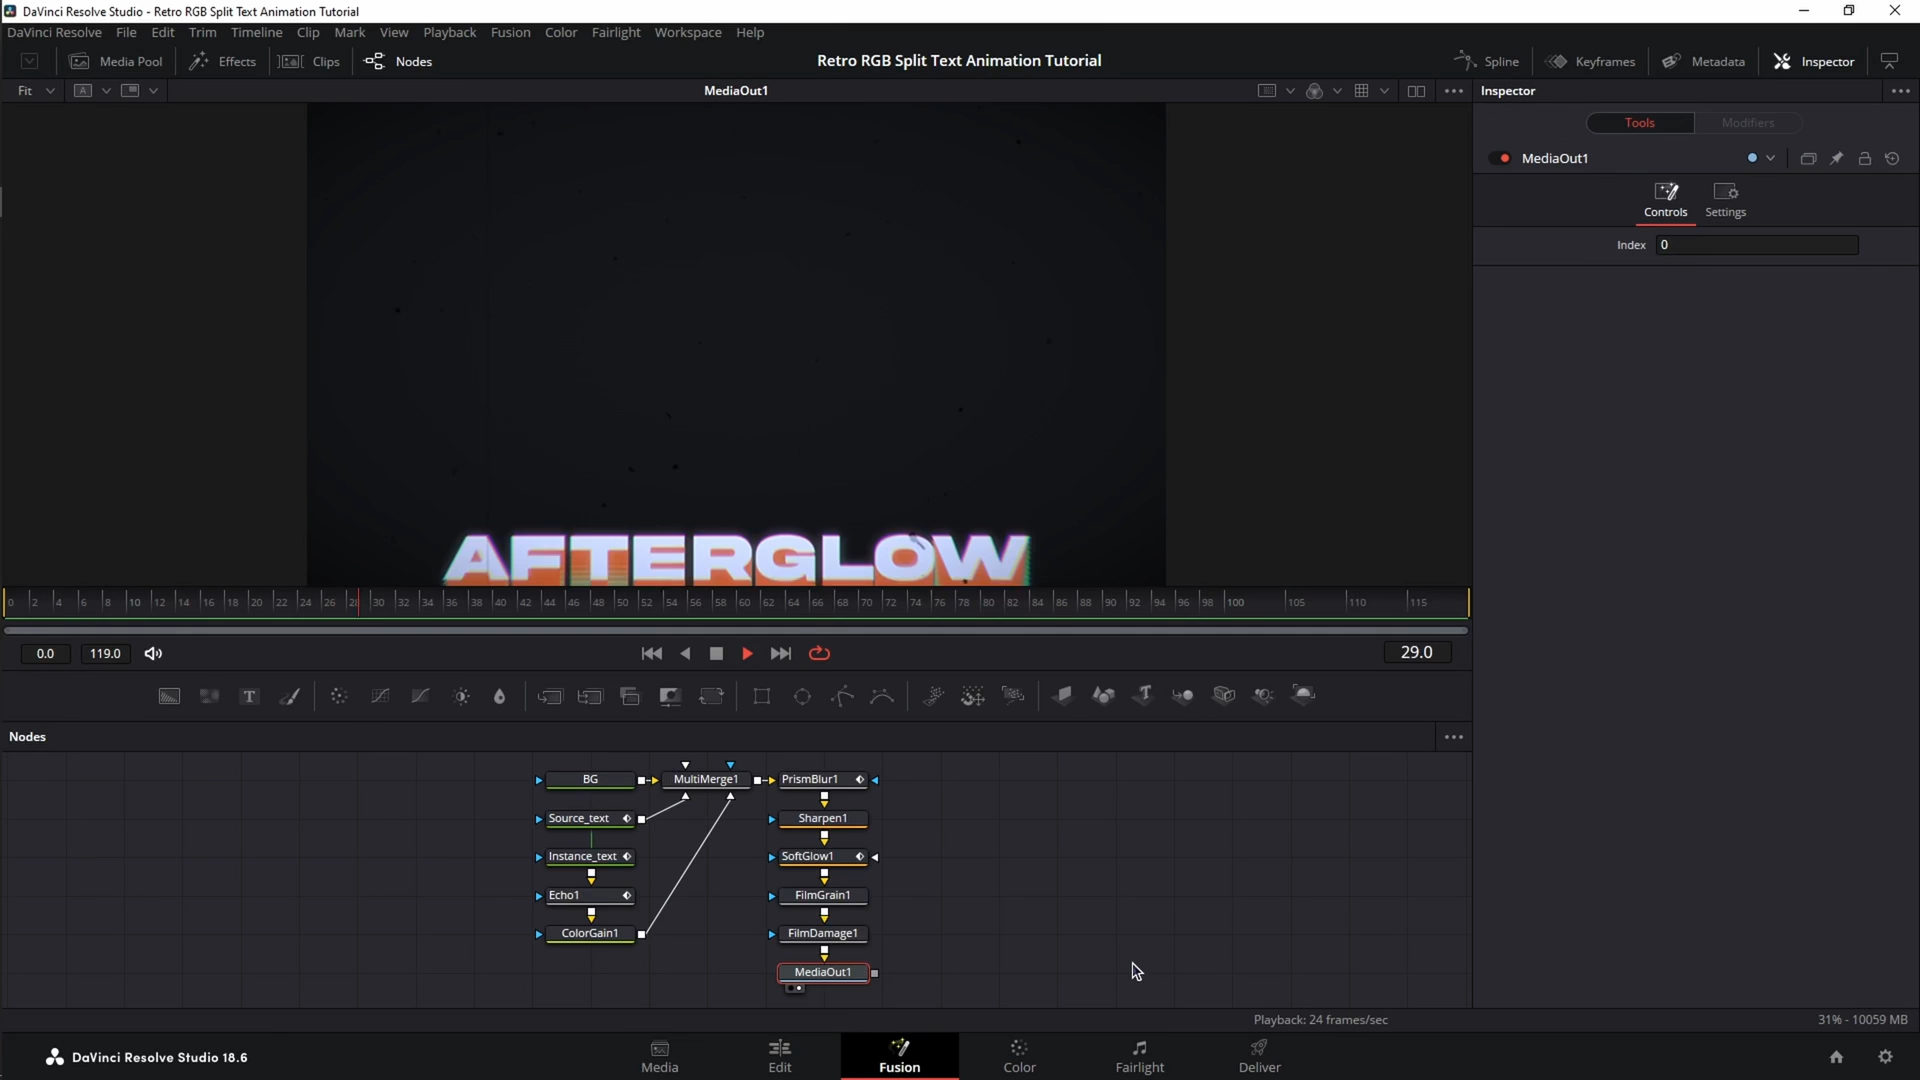 DaVinci Resolve Studio - Retro RGB Split Text Animation Tutorial
DaVinci Resolve File Edit Trim Timeline Clip Mark View Playback Fusion Color Fairlight Workspace Help
Media Pool Effects Clips Nodes Retro RGB Split Text Animation Tutorial Spline Keyframes Metadata Inspector
Fit A MediaOut1 Inspector
Tools Modifiers
MediaOut1
Controls Settings
Index 0
AFTERGLOW
0 2 4 6 8 10 12 14 16 18 20 22 24 26 28 30 32 34 36 38 40 42 44 46 48 50 52 54 56 58 60 62 64 66 68 70 72 74 76 78 80 82 84 86 88 90 92 94 96 98 100 105 110 115
0.0 119.0 29.0
T
Nodes
BG MultiMerge1 PrismBlur1
Source_text Sharpen1
Instance_text SoftGlow1
Echo1 FilmGrain1
ColorGain1 FilmDamage1
MediaOut1
Playback: 24 frames/sec 31% - 10059 MB
DaVinci Resolve Studio 18.6 Media Edit Fusion Color Fairlight Deliver